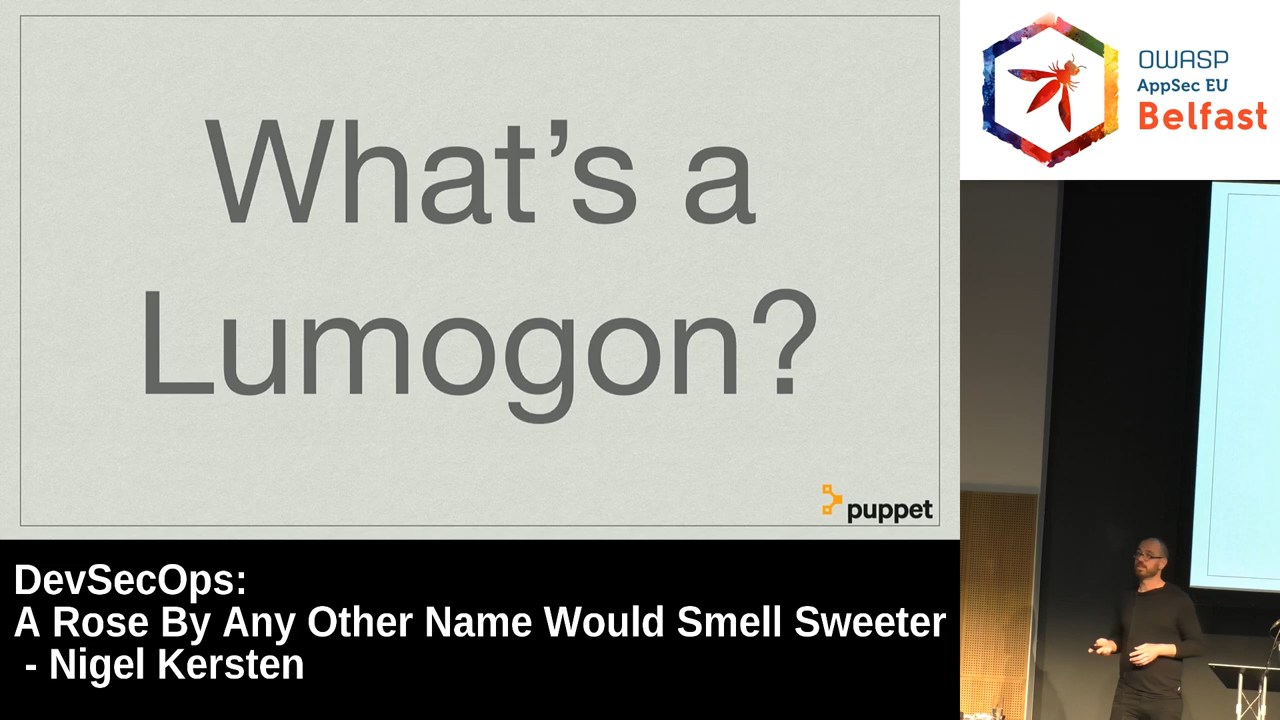 What’s a
Lumogon?
puppet
OWASP
AppSec EU
Belfast
DevSecOps:
A Rose By Any Other Name Would Smell Sweeter
- Nigel Kersten